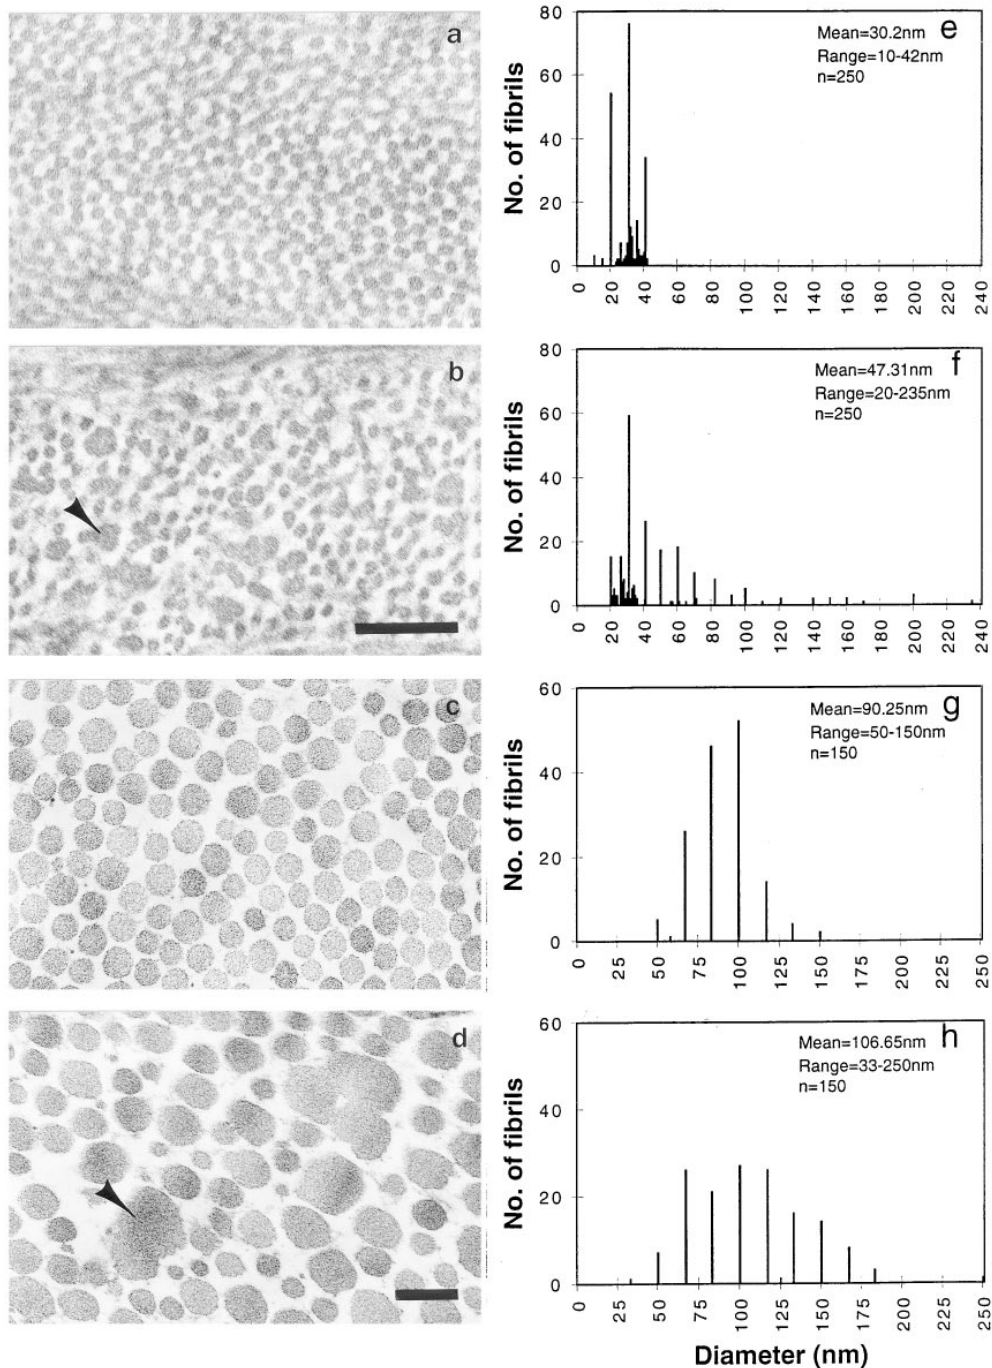 a
b
c
d
No. of fibrils
80
60
40
20
0
Mean=30.2nm
Range=10-42nm
n=250
e
0
20
40
60
80
100
120
140
160
180
200
220
240
No. of fibrils
80
60
40
20
0
Mean=47.31nm
Range=20-235nm
n=250
f
0
20
40
60
80
100
120
140
160
180
200
220
240
No. of fibrils
60
40
20
0
Mean=90.25nm
Range=50-150nm
n=150
g
0
25
50
75
100
125
150
175
200
225
250
No. of fibrils
60
40
20
0
Mean=106.65nm
Range=33-250nm
n=150
h
0
25
50
75
100
125
150
175
200
225
250
Diameter (nm)